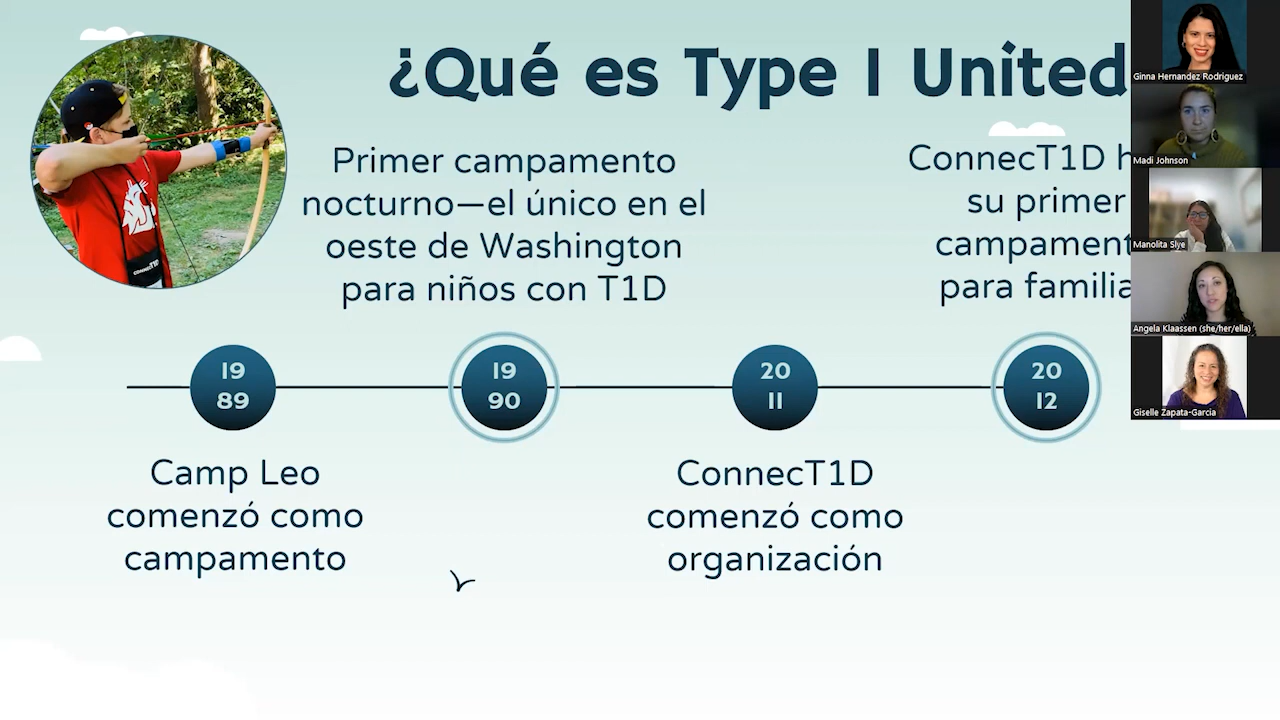 ¿Qué es Type 1 United
Primer campamento
nocturno—el único en el
oeste de Washington
para niños con T1D
ConnecT1D h
su primer
campament
para familia
19
89
19
90
20
11
20
12
Camp Leo
comenzó como
campamento
ConnecT1D
comenzó como
organización
connecT1D
Ginna Hernandez Rodriguez
Madi Johnson
Manolita Slye
Angela Klaassen (she/her/ella)
Giselle Zapata-Garcia